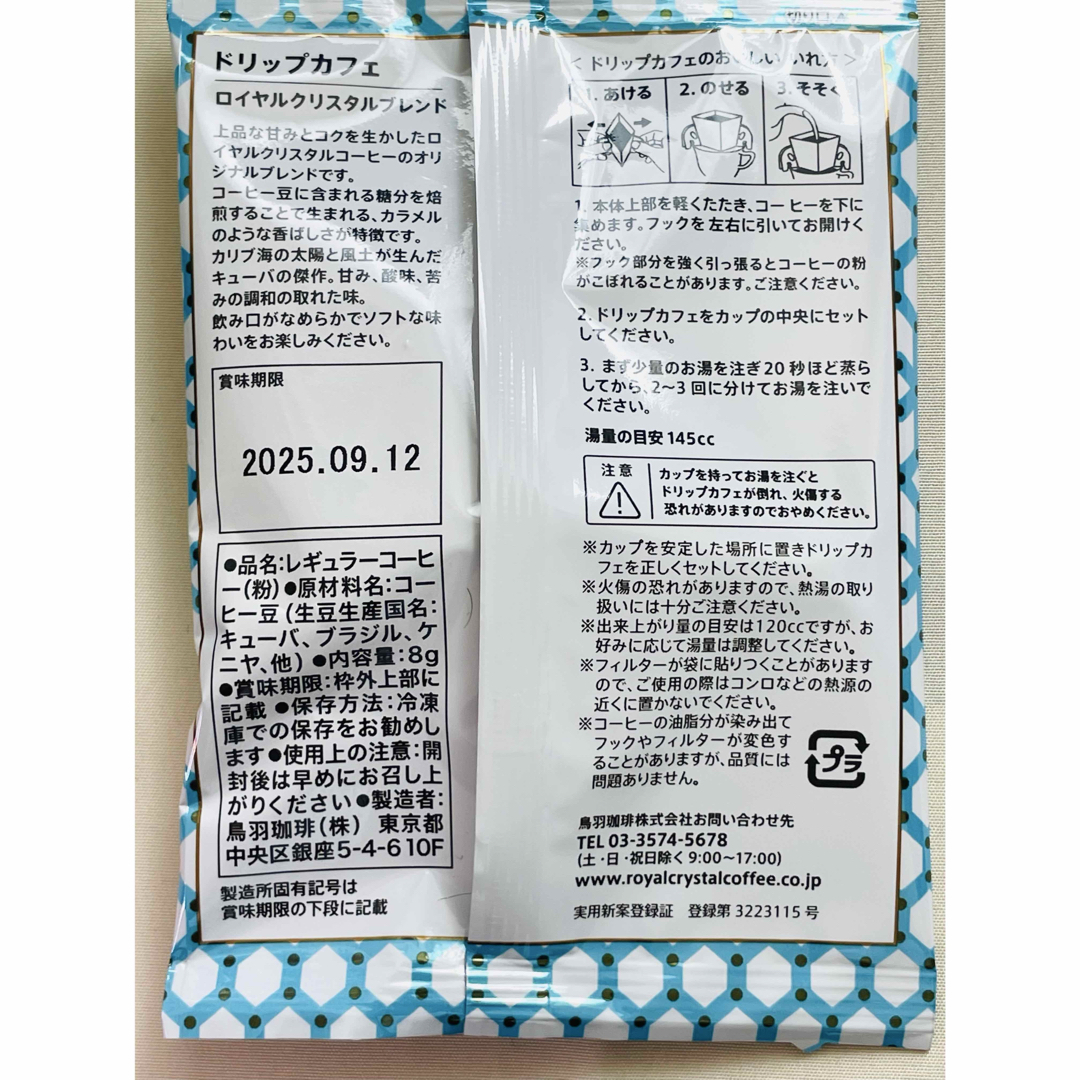 ドリップカフェ
ロイヤルクリスタルブレンド
上品な甘みとコクを生かしたロ
イヤルクリスタルコーヒーのオリ
ジナルブレンドです。
コーヒー豆に含まれる糖分を焙
煎することで生まれる、カラメル
のような香ばしさが特徴です。
カリブ海の太陽と風土が生んだ
キューバの傑作。甘み、酸味、苦
みの調和の取れた味。
飲み口がなめらかでソフトな味
わいをお楽しみください。
賞味期限
2025.09.12
●品名:レギュラーコーヒ
ー(粉)●原材料名:コー
ヒー豆(生豆生産国名:
キューバ、ブラジル、ケ
ニヤ、他)●内容量:8g
●賞味期限:枠外上部に
記載●保存方法:冷凍
庫での保存をお勧めし
ます●使用上の注意:開
封後は早めにお召し上
がりください●製造者:
鳥羽珈琲(株) 東京都
中央区銀座5-4-610F
製造所固有記号は
賞味期限の下段に記載
<ドリップカフェのおいしいいれ方>
1. あける 2. のせる 3. そそぐ
1. 本体上部を軽くたたき、コーヒーを下に
集めます。フックを左右に引いてお開けく
ださい。
※フック部分を強く引っ張るとコーヒーの粉
がこぼれることがあります。ご注意ください。
2. ドリップカフェをカップの中央にセット
してください。
3. まず少量のお湯を注ぎ20秒ほど蒸ら
してから、2〜3回に分けてお湯を注いで
ください。
湯量の目安145cc
注意
カップを持ってお湯を注ぐと
ドリップカフェが倒れ、火傷する
恐れがありますのでおやめください。
※カップを安定した場所に置きドリップカ
フェを正しくセットしてください。
※火傷の恐れがありますので、熱湯の取り
扱いには十分ご注意ください。
※出来上がり量の目安は120ccですが、お
好みに応じて湯量は調整してください。
※フィルターが袋に貼りつくことがあります
ので、ご使用の際はコンロなどの熱源の
近くに置かないでください。
※コーヒーの油脂分が染み出て
フックやフィルターが変色す
ることがありますが、品質には
問題ありません。
プラ
鳥羽珈琲株式会社お問い合わせ先
TEL 03-3574-5678
(土・日・祝日除く9:00〜17:00)
www.royalcrystalcoffee.co.jp
実用新案登録証 登録第3223115号